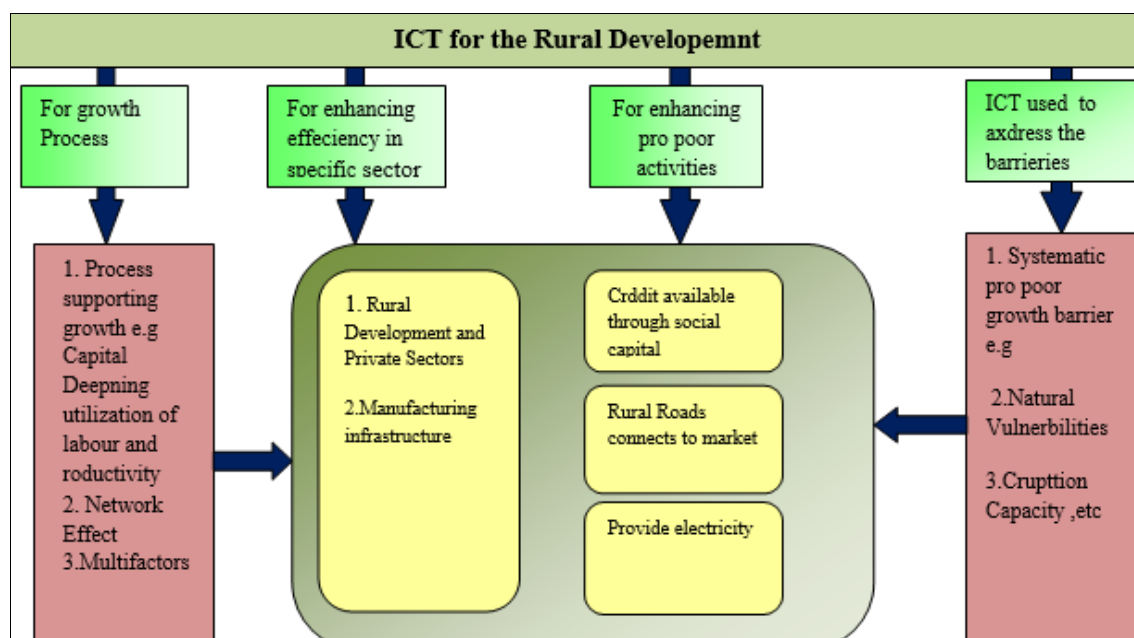 ICT for the Rural Developemnt
For growth
Process
For enhancing
effeciency in
specific sector
For enhancing
pro poor
activities
ICT used to
axdress the
barrieries
1. Process
supporting
growth e.g
Capital
Deepning
utilization of
labour and
roductivity
2. Network
Effect
3.Multifactors
1. Rural
Development and
Private Sectors
2.Manufacturing
infrastructure
Crddit available
through social
capital
Rural Roads
connects to market
Provide electricity
1. Systematic
pro poor
growth barrier
e.g
2.Natural
Vulnerbilities
3.Crupttion
Capacity ,etc